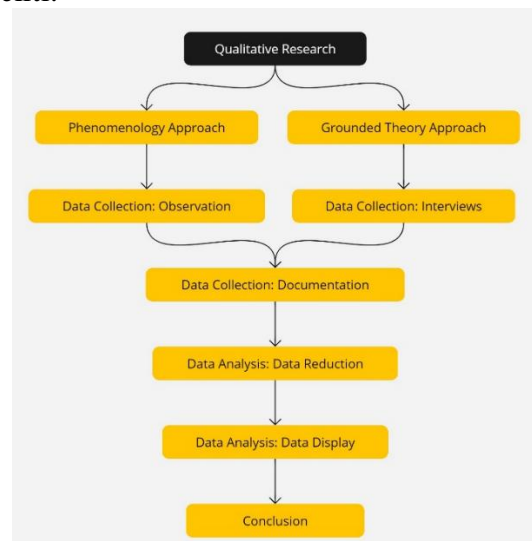 Qualitative Research
Phenomenology Approach
Grounded Theory Approach
Data Collection: Observation
Data Collection: Interviews
Data Collection: Documentation
Data Analysis: Data Reduction
Data Analysis: Data Display
Conclusion